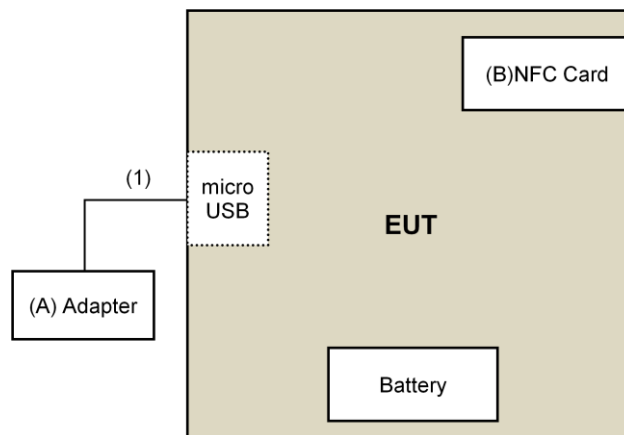 (B)NFC Card
(1)
micro
USB
EUT
(A) Adapter
Battery